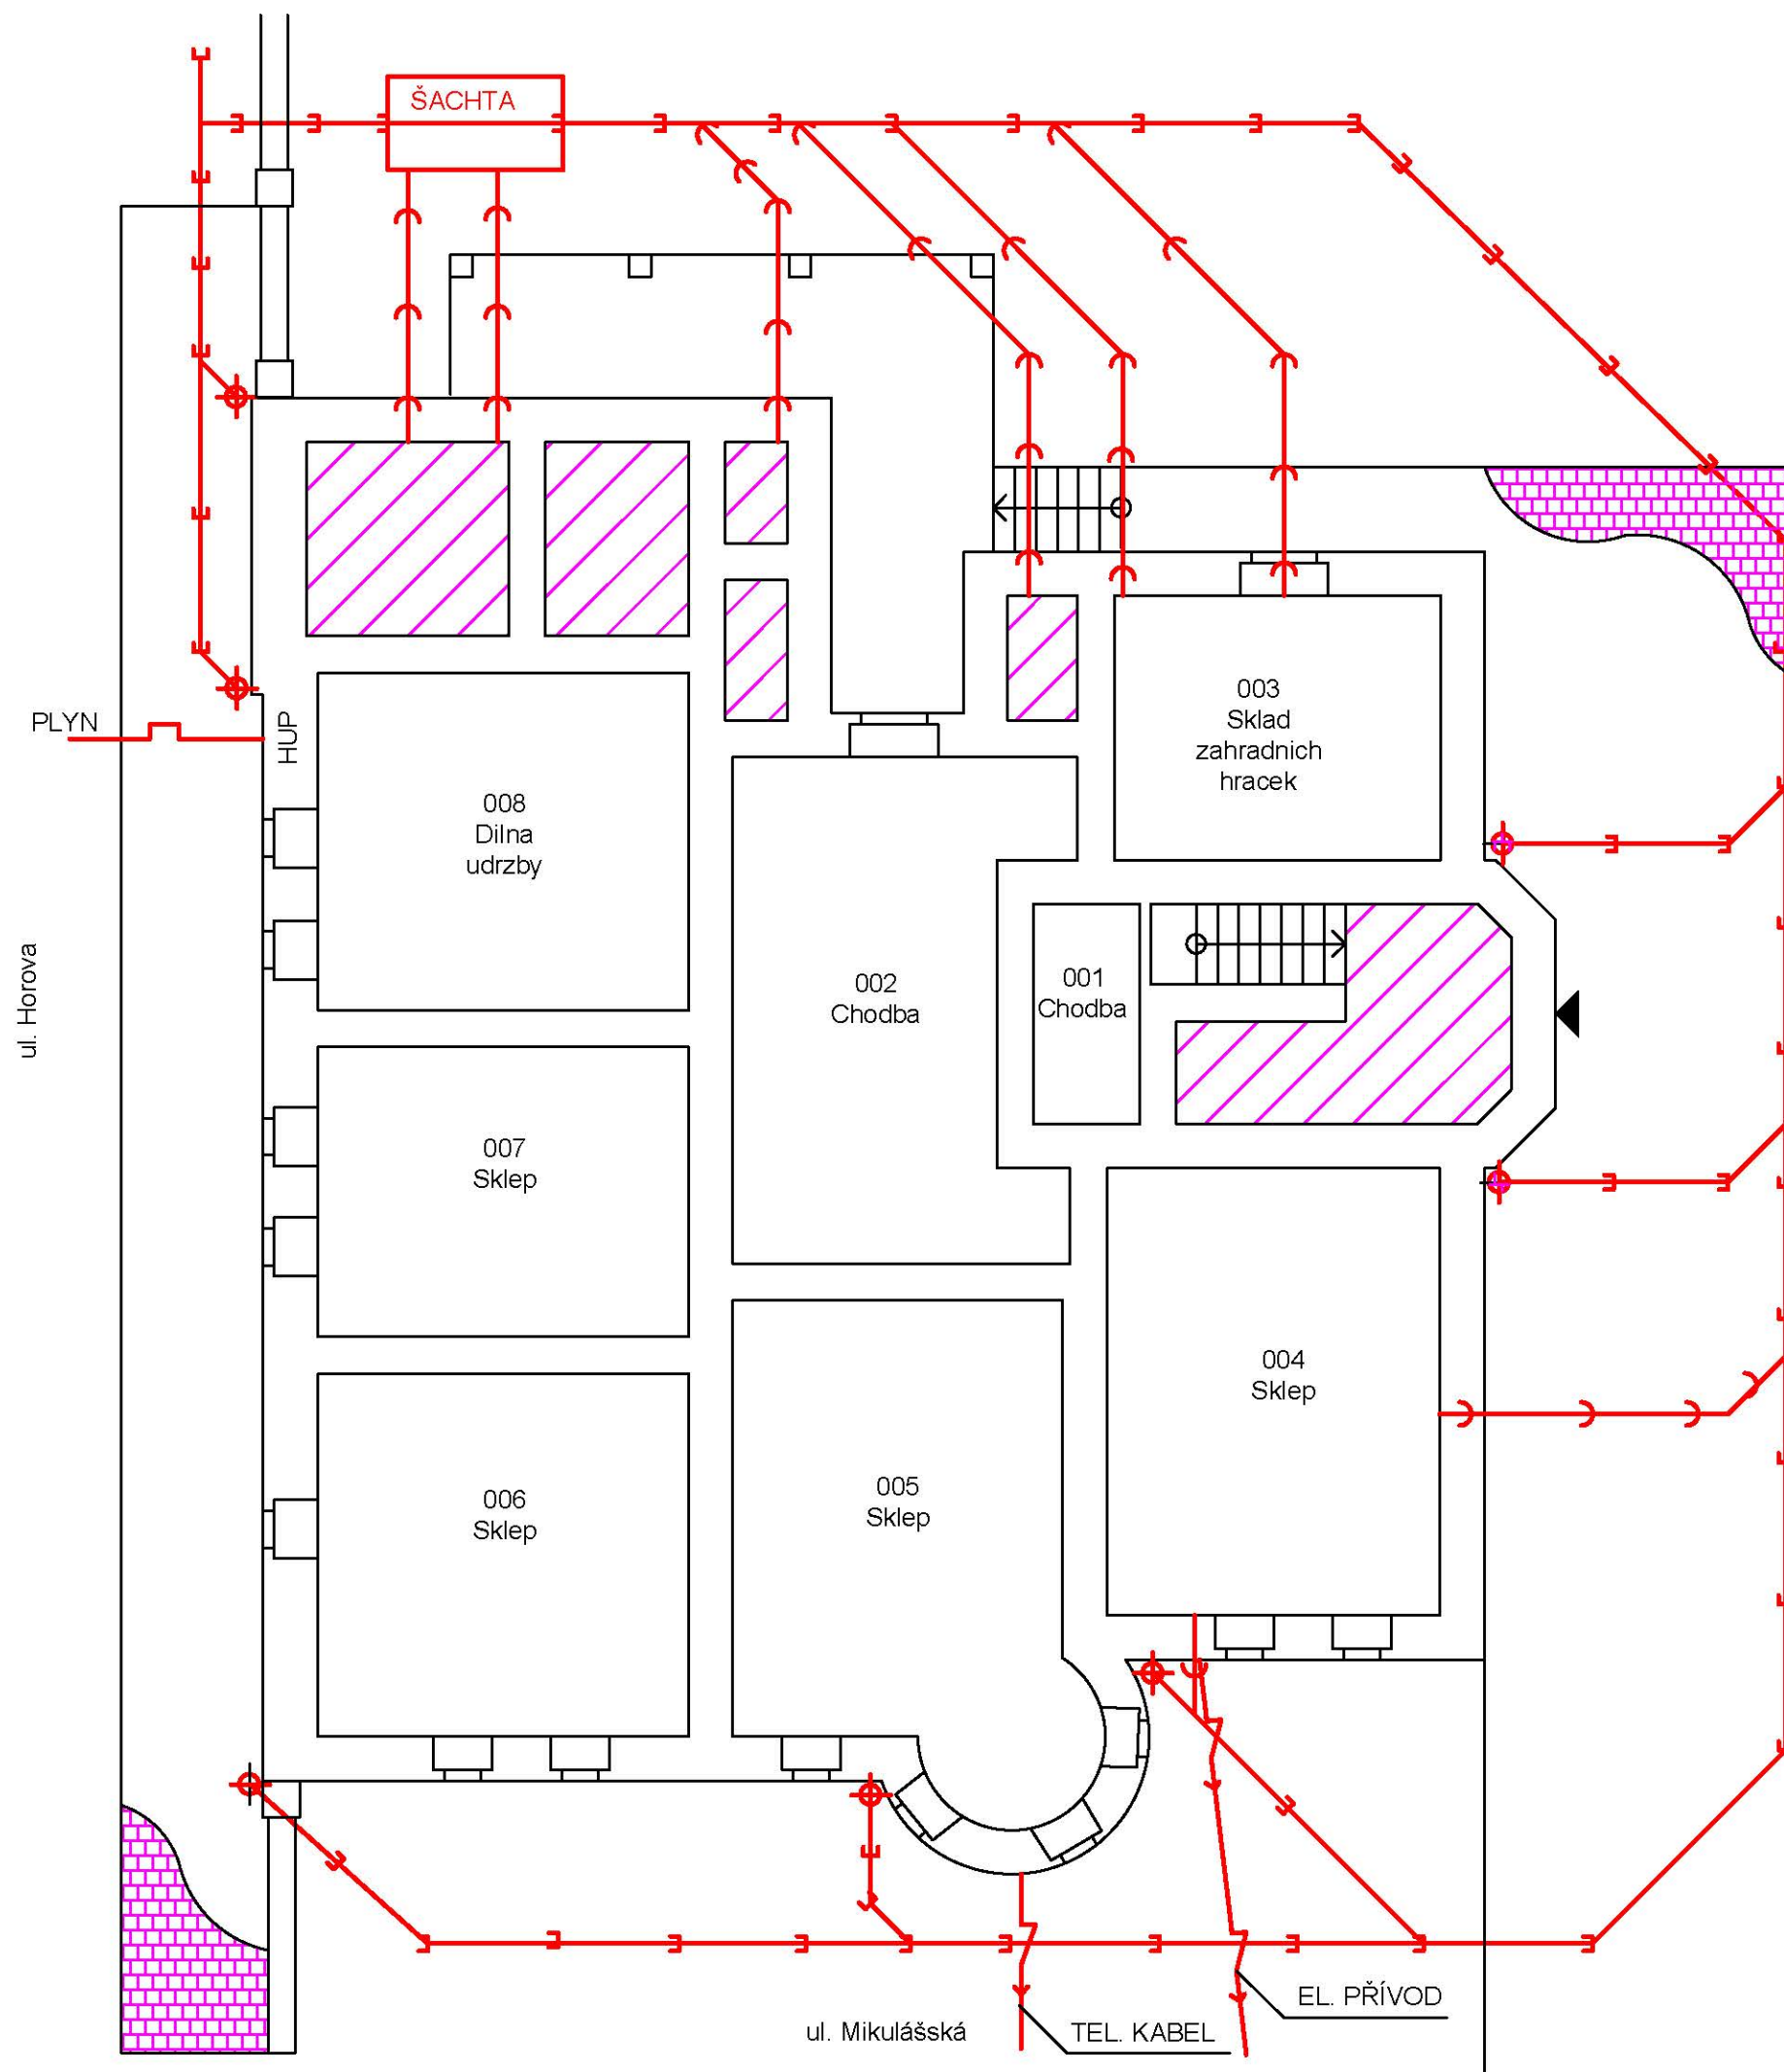 ŠACHTA
PLYN
HUP
003
Sklad
zahradnich
hracek
008
Dilna
udrzby
ul. Horova
002
Chodba
001
Chodba
007
Sklep
004
Sklep
006
Sklep
005
Sklep
EL. PŘÍVOD
ul. Mikulášská
TEL. KABEL